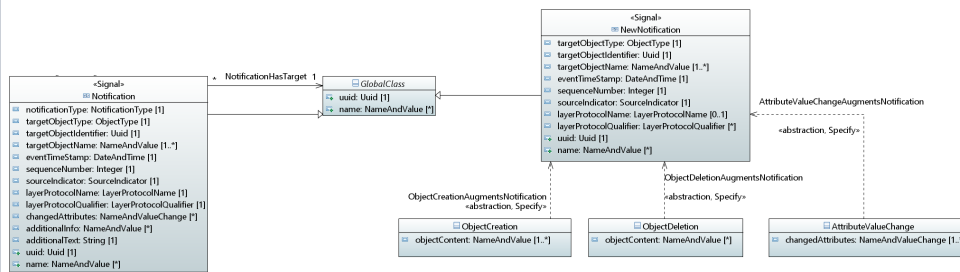 «Signal»
Notification
notificationType: NotificationType [1]
targetObjectType: ObjectType [1]
targetObjectIdentifier: Uuid [1]
targetObjectName: NameAndValue [1..*]
eventTimeStamp: DateAndTime [1]
sequenceNumber: Integer [1]
sourceIndicator: SourceIndicator [1]
layerProtocolName: LayerProtocolName [1]
layerProtocolQualifier: LayerProtocolQualifier [1]
changedAttributes: NameAndValueChange [*]
additionalInfo: NameAndValue [*]
additionalText: String [1]
uuid: Uuid [1]
name: NameAndValue [*]
* NotificationHasTarget 1
GlobalClass
uuid: Uuid [1]
name: NameAndValue [*]
«Signal»
NewNotification
targetObjectType: ObjectType [1]
targetObjectIdentifier: Uuid [1]
targetObjectName: NameAndValue [1..*]
eventTimeStamp: DateAndTime [1]
sequenceNumber: Integer [1]
sourceIndicator: SourceIndicator [1]
layerProtocolName: LayerProtocolName [0..1]
layerProtocolQualifier: LayerProtocolQualifier [*]
uuid: Uuid [1]
name: NameAndValue [*]
AttributeValueChangeAugmentsNotification
«abstraction, Specify»
ObjectDeletionAugmentsNotification
«abstraction, Specify»
ObjectCreationAugmentsNotification
«abstraction, Specify»
ObjectCreation
objectContent: NameAndValue [1..*]
ObjectDeletion
objectContent: NameAndValue [*]
AttributeValueChange
changedAttributes: NameAndValueChange [1..